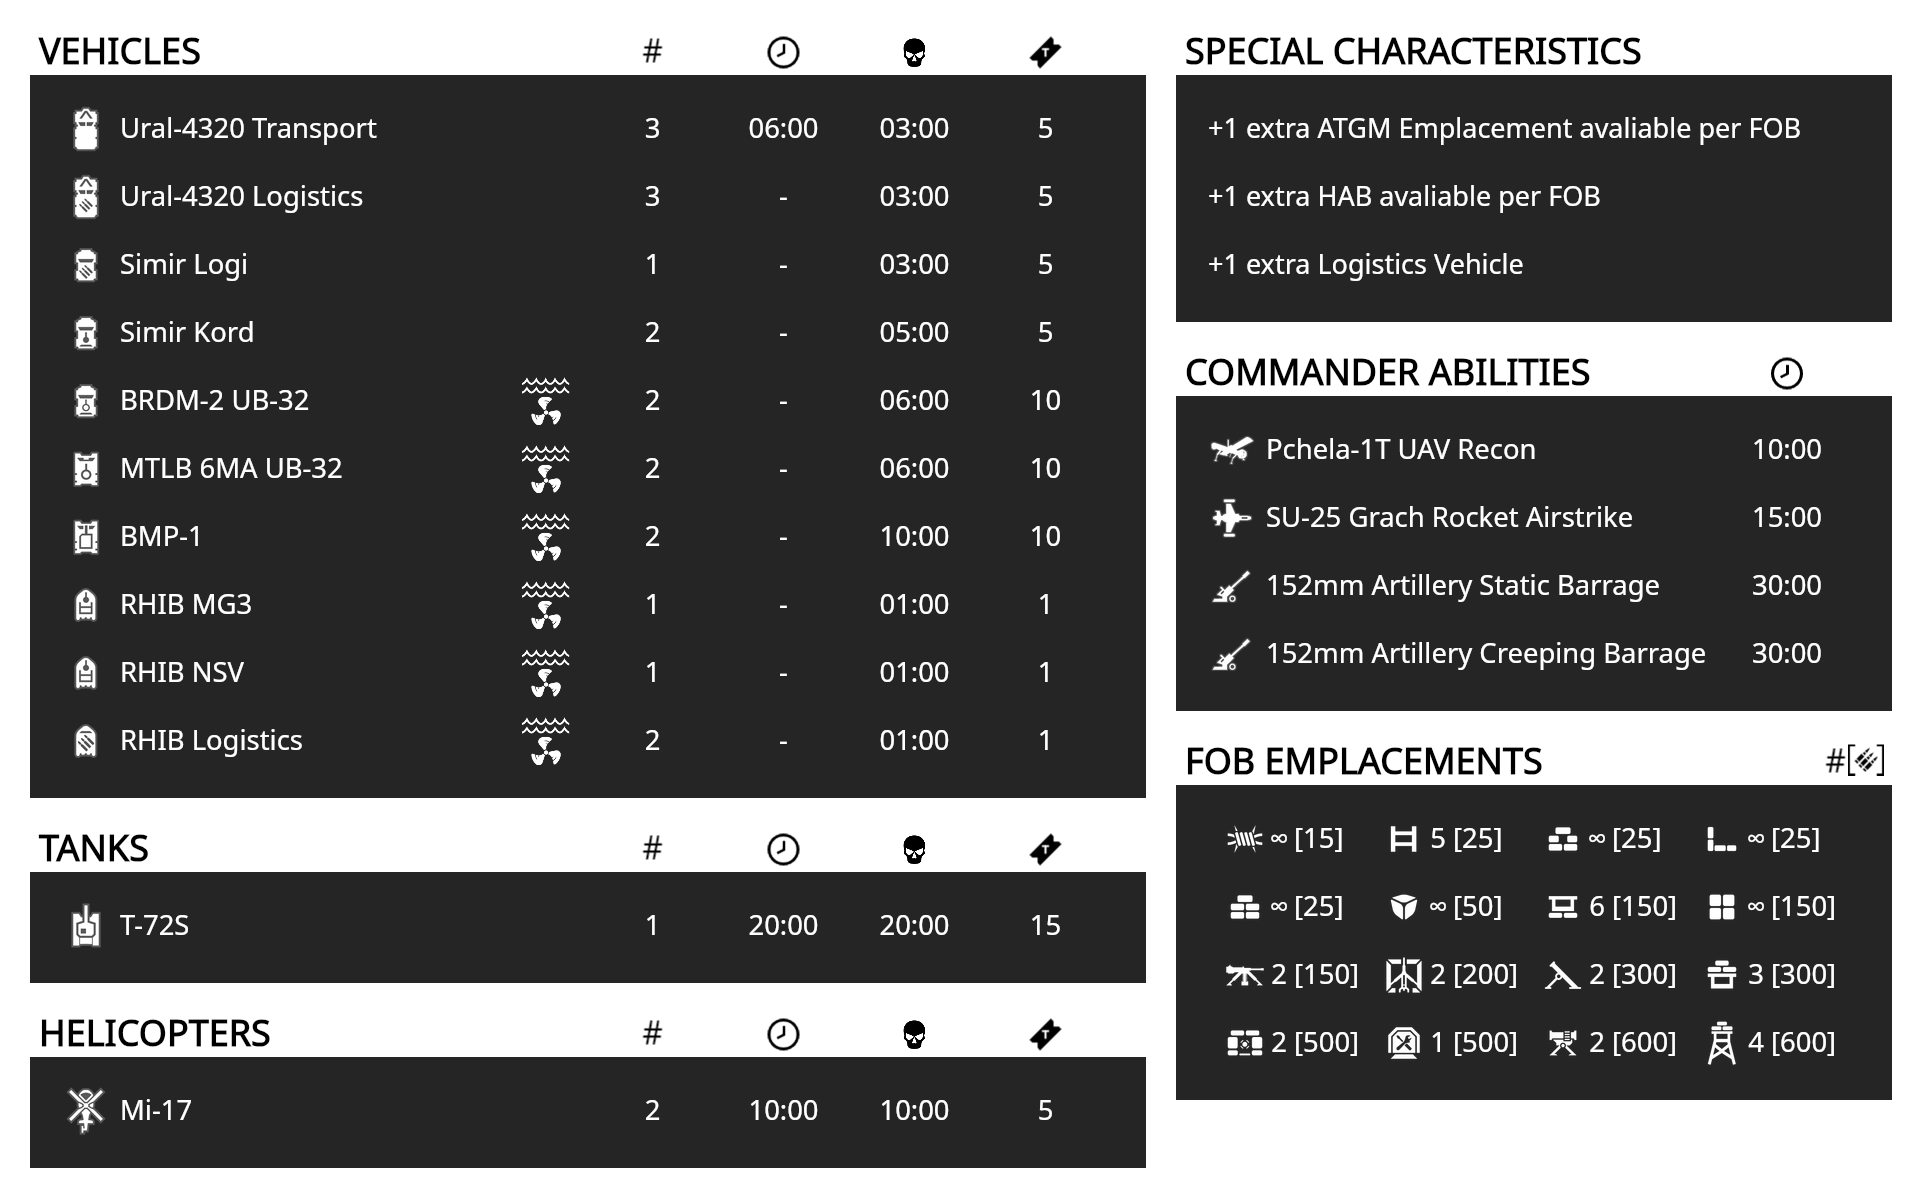 VEHICLES #
Ural-4320 Transport 3 06:00 03:00 5
Ural-4320 Logistics 3 - 03:00 5
Simir Logi 1 - 03:00 5
Simir Kord 2 - 05:00 5
BRDM-2 UB-32 2 - 06:00 10
MTLB 6MA UB-32 2 - 06:00 10
BMP-1 2 - 10:00 10
RHIB MG3 1 - 01:00 1
RHIB NSV 1 - 01:00 1
RHIB Logistics 2 - 01:00 1
TANKS #
T-72S 1 20:00 20:00 15
HELICOPTERS #
Mi-17 2 10:00 10:00 5
SPECIAL CHARACTERISTICS
+1 extra ATGM Emplacement avaliable per FOB
+1 extra HAB avaliable per FOB
+1 extra Logistics Vehicle
COMMANDER ABILITIES
Pchela-1T UAV Recon 10:00
SU-25 Grach Rocket Airstrike 15:00
152mm Artillery Static Barrage 30:00
152mm Artillery Creeping Barrage 30:00
FOB EMPLACEMENTS #[]
∞ [15] 5 [25] ∞ [25] ∞ [25]
∞ [25] ∞ [50] 6 [150] ∞ [150]
2 [150] 2 [200] 2 [300] 3 [300]
2 [500] 1 [500] 2 [600] 4 [600]